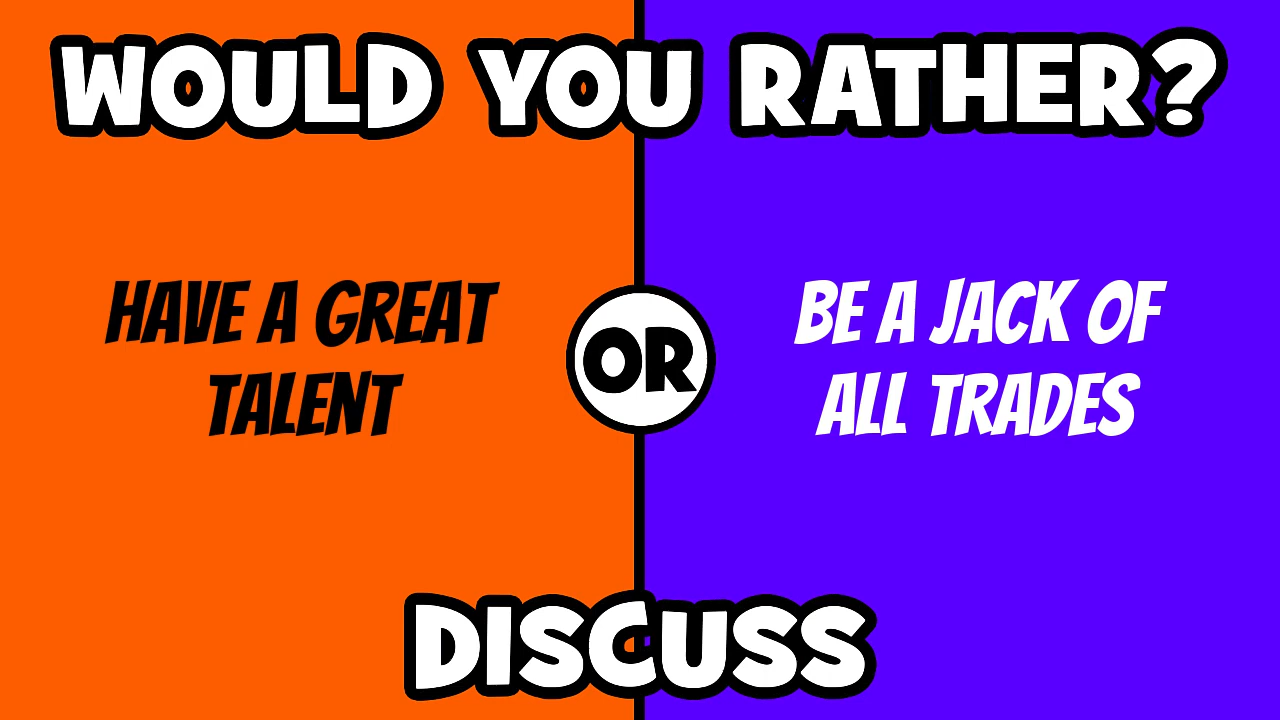 WOULD YOU RATHER?
HAVE A GREAT
TALENT
OR
BE A JACK OF
ALL TRADES
DISCUSS